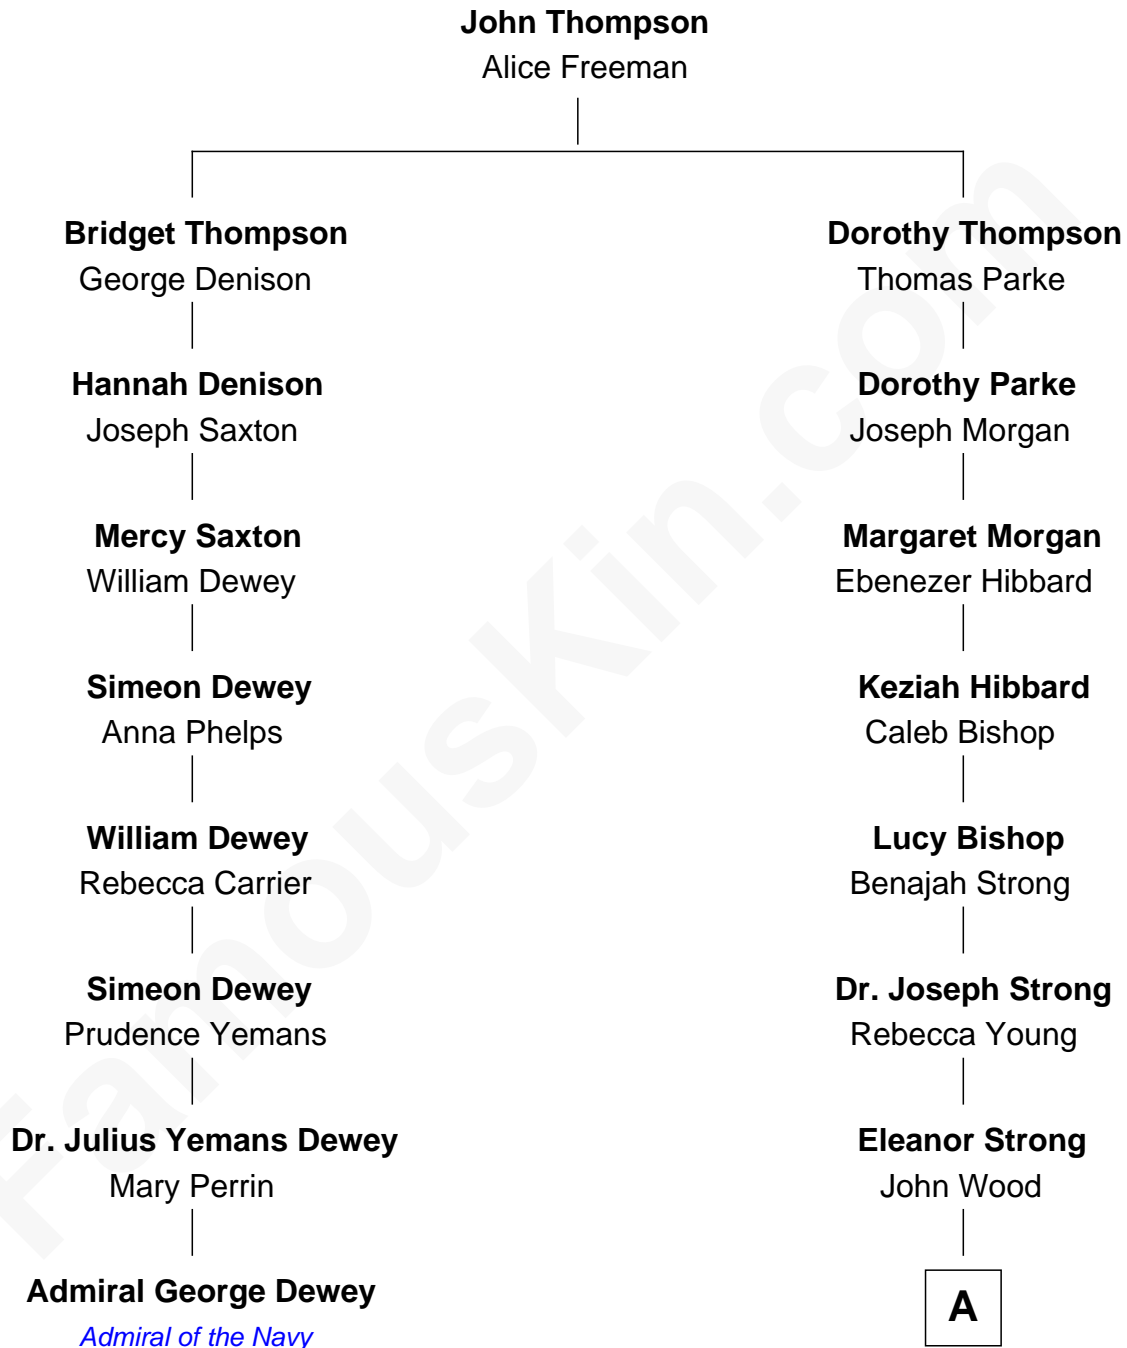 John Thompson
Alice Freeman
Bridget Thompson
George Denison
Dorothy Thompson
Thomas Parke
Hannah Denison
Joseph Saxton
Dorothy Parke
Joseph Morgan
Mercy Saxton
William Dewey
Margaret Morgan
Ebenezer Hibbard
Simeon Dewey
Anna Phelps
Keziah Hibbard
Caleb Bishop
William Dewey
Rebecca Carrier
Lucy Bishop
Benajah Strong
Simeon Dewey
Prudence Yemans
Dr. Joseph Strong
Rebecca Young
Dr. Julius Yemans Dewey
Mary Perrin
Eleanor Strong
John Wood
Admiral George Dewey
Admiral of the Navy
A
FamousKin.com